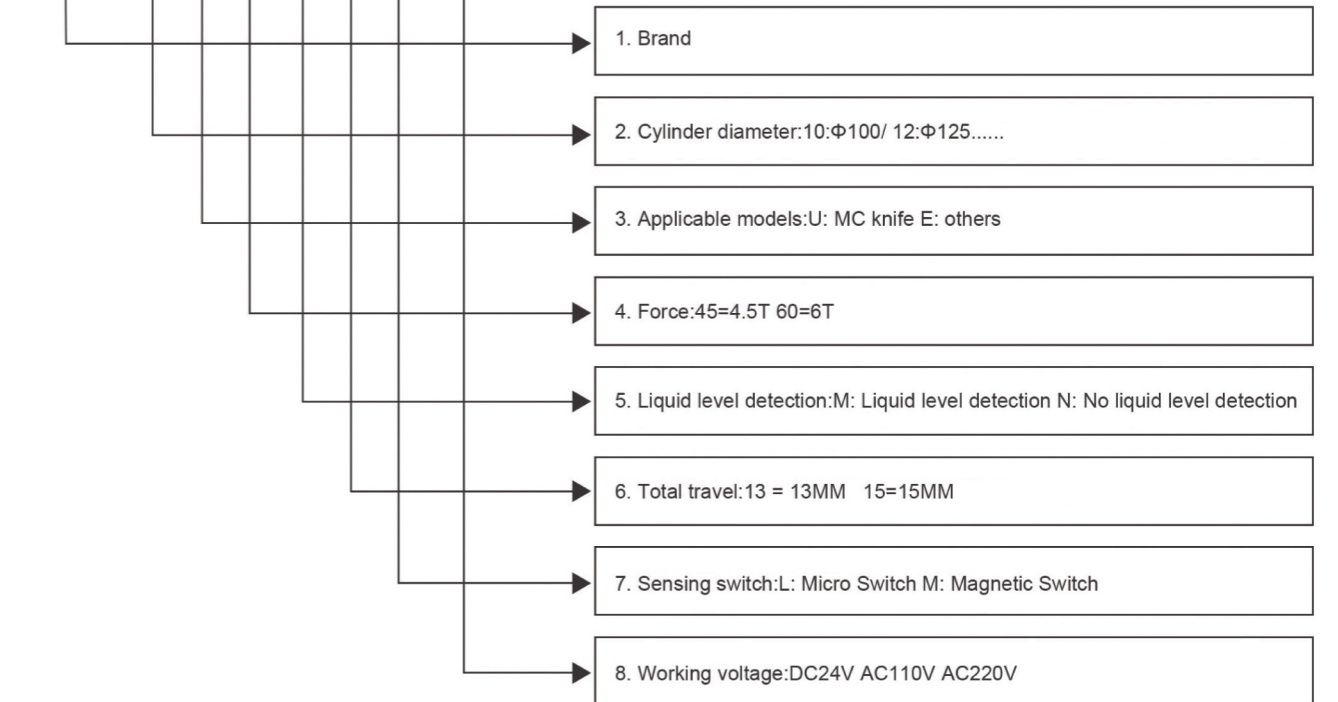 1. Brand
2. Cylinder diameter:10:Φ100/ 12:Φ125......
3. Applicable models:U: MC knife E: others
4. Force:45=4.5T 60=6T
5. Liquid level detection:M: Liquid level detection N: No liquid level detection
6. Total travel:13 = 13MM 15=15MM
7. Sensing switch:L: Micro Switch M: Magnetic Switch
8. Working voltage:DC24V AC110V AC220V